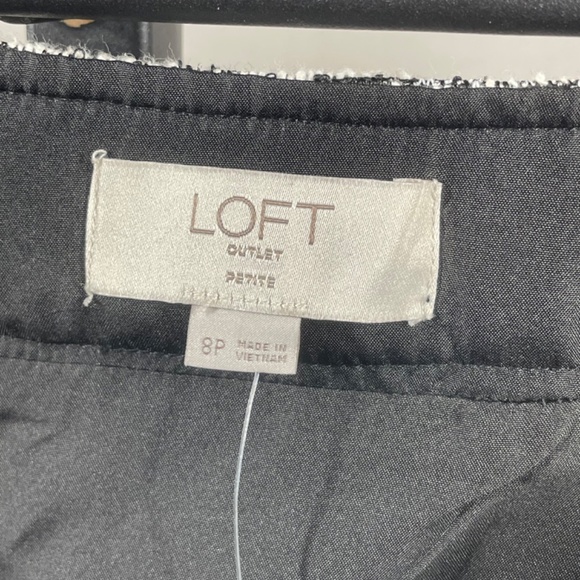 LOFT
OUTLET
PETITE
8P MADE IN
VIETNAM